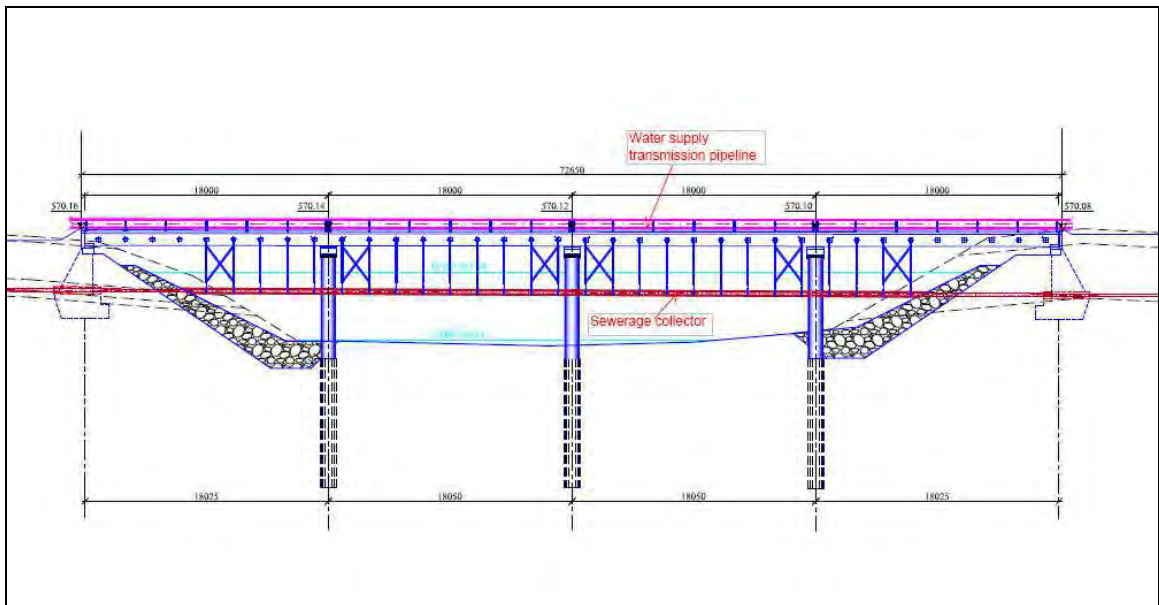 Water supply
transmission pipeline
72650
18000 18000 18000 18000
570.16 570.14 570.12 570.10 570.08
Sewerage collector
18025 18050 18050 18025